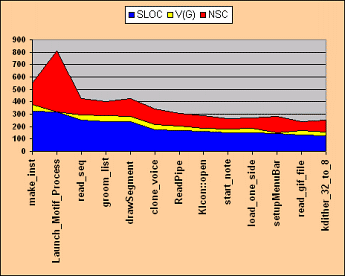 SLOC V(G) NSC
900
800
700
600
500
400
300
200
100
0
make_inst
Launch_Motif_Process
read_seq
groom_list
drawSegment
clone_voice
ReadPipe
KIcon::open
start_note
load_one_side
setupMenuBar
read_gif_file
kdither_32_to_8